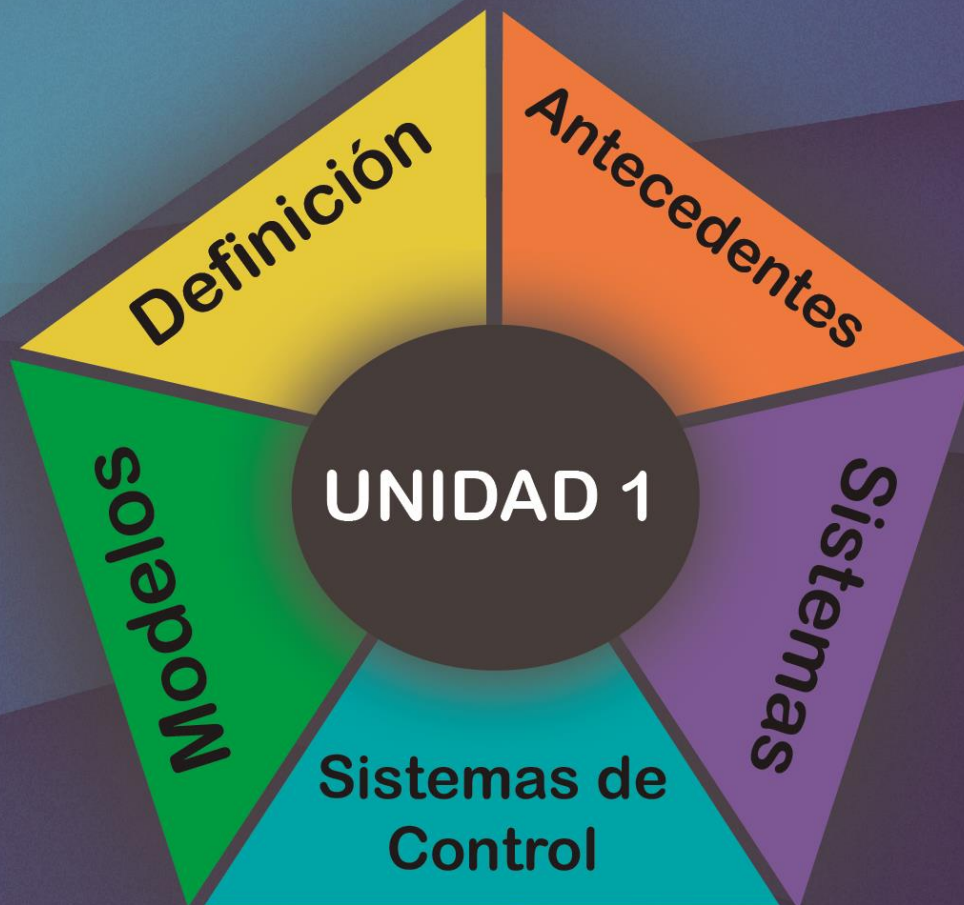 Definición
Antecedentes
Modelos
UNIDAD 1
Sistemas
Sistemas de
Control